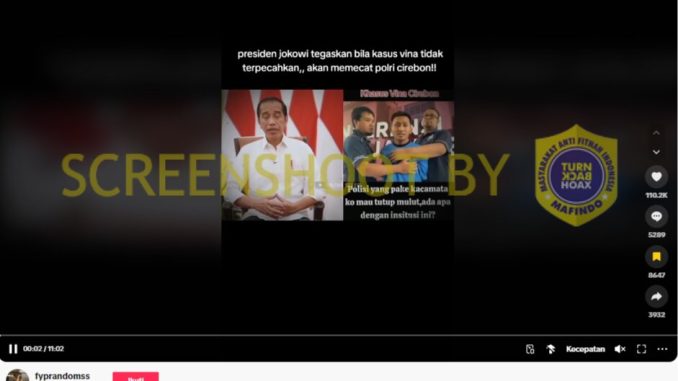 presiden jokowi tegaskan bila kasus vina tidak
terpecahkan,, akan memecat polri cirebon!!
Khasus Vina Cirebon
Polisi yang pake kacamata
ko mau tutup mulut,ada apa
dengan insitusi ini?
SCREENSHOOT BY
MASYARAKAT ANTI FITNAH INDONESIA
TURN
BACK
HOAX
MAFINDO
110.2K
5289
8647
3932
00:02 / 11:02
Kecepatan
fyprandomss